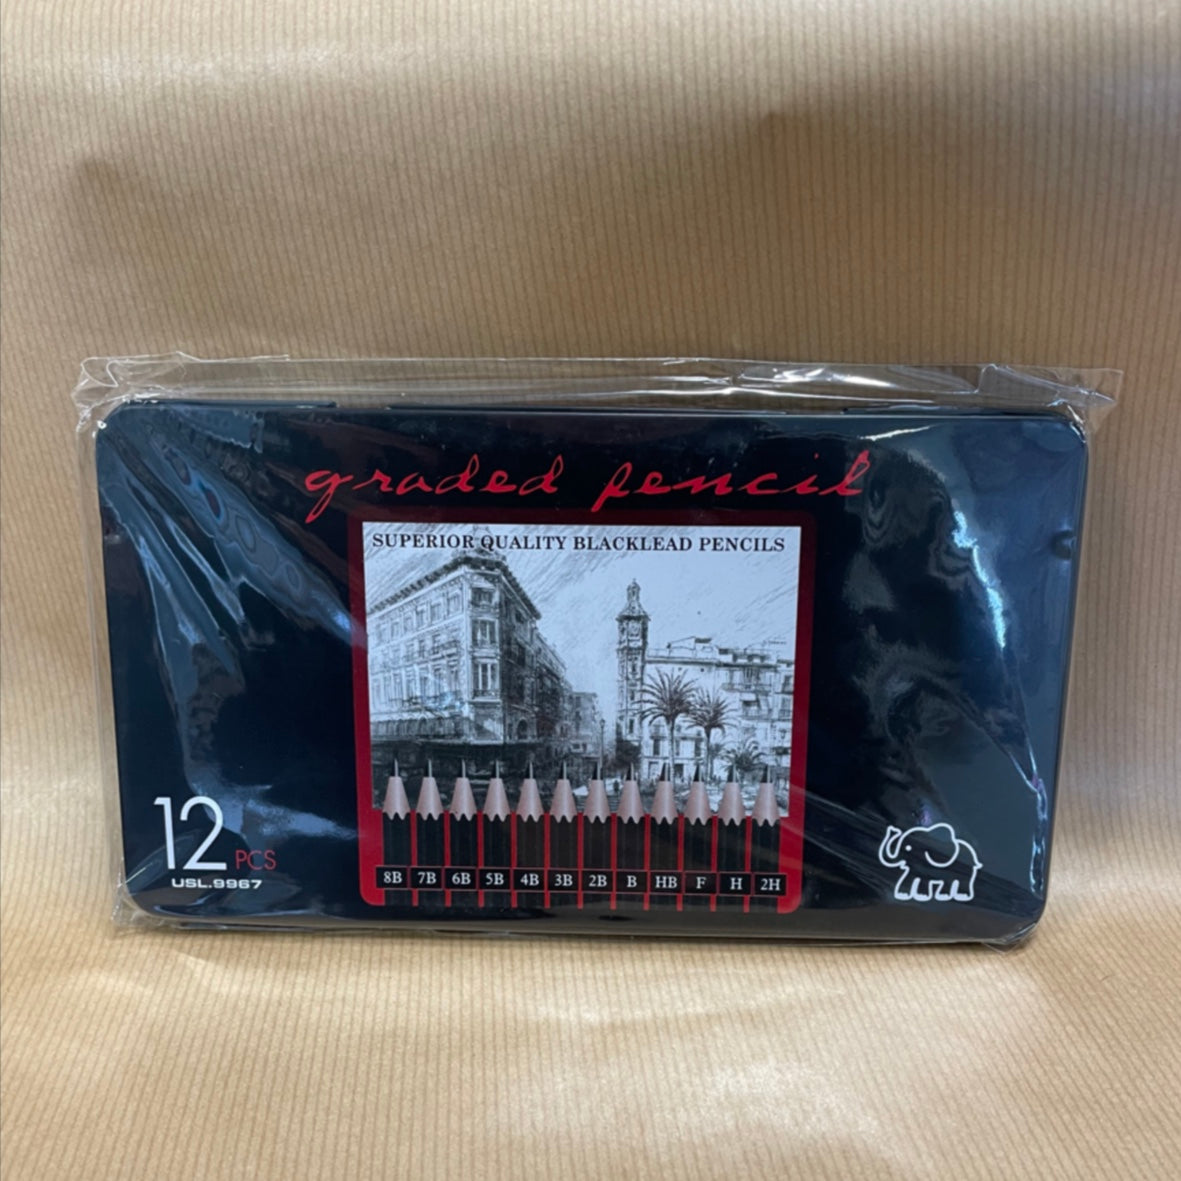 graded pencil
SUPERIOR QUALITY BLACKLEAD PENCILS
12 PCS
USL.9967
8B 7B 6B 5B 4B 3B 2B B HB F H 2H